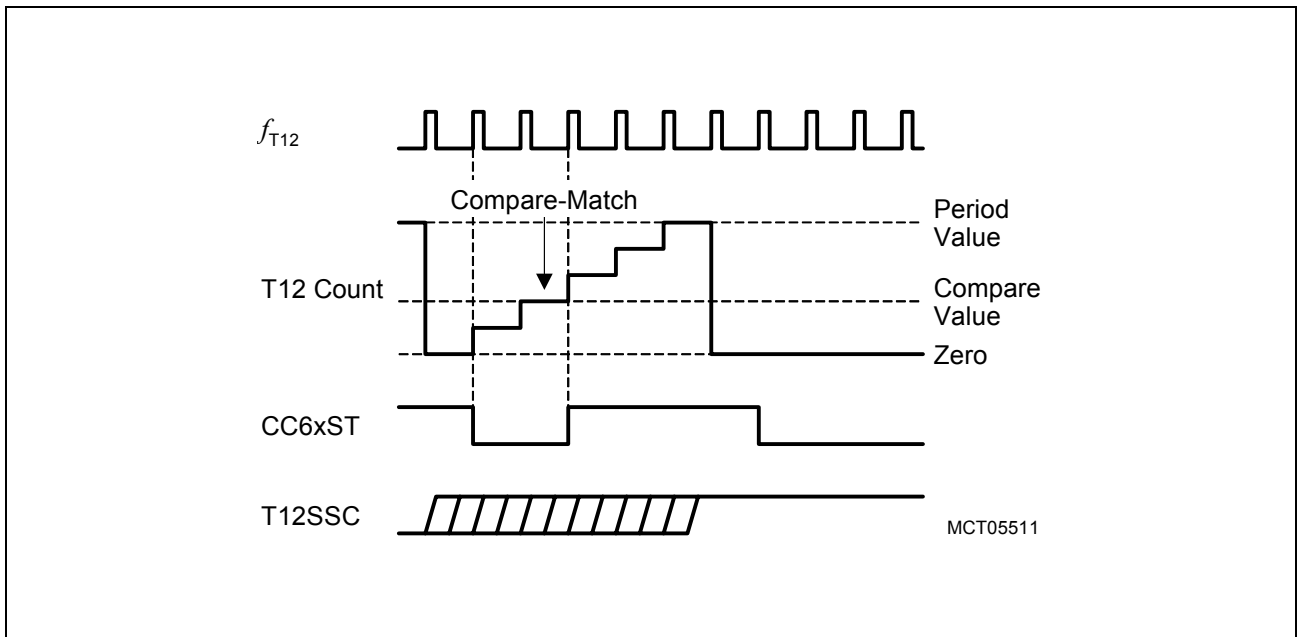 fT12
Compare-Match
Period
Value
T12 Count
Compare
Value
Zero
CC6xST
T12SSC
MCT05511